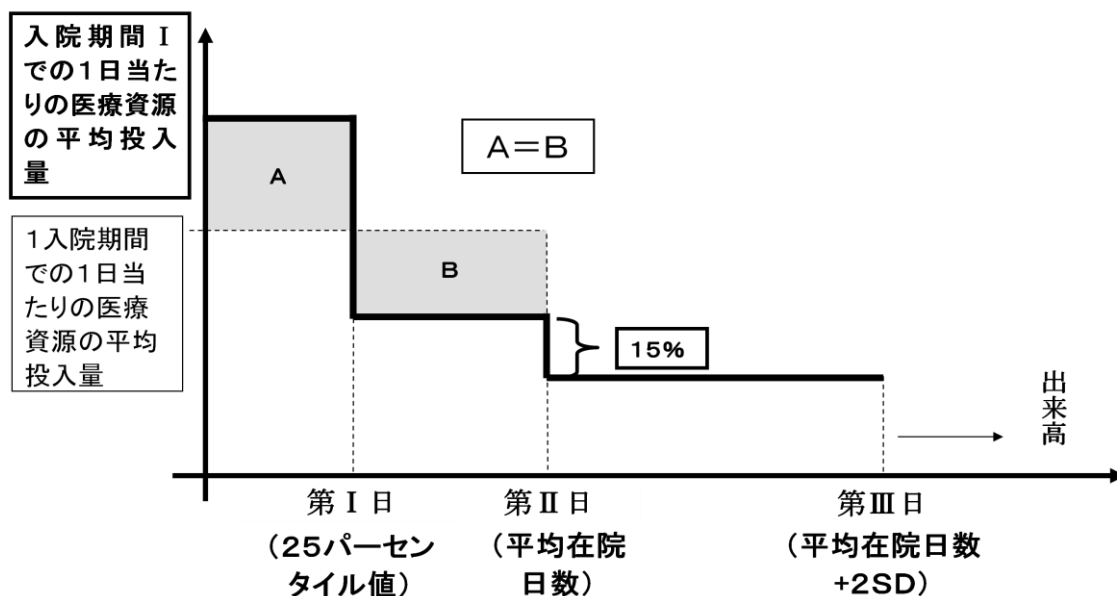 入院期間Ⅰ
での1日当た
りの医療資源
の平均投入
量
A=B
A
1入院期間
での1日当
たりの医療
資源の平均
投入量
B
15%
出来高
第Ⅰ日
(25パーセン
タイル値)
第Ⅱ日
(平均在院
日数)
第Ⅲ日
(平均在院日数
+2SD)